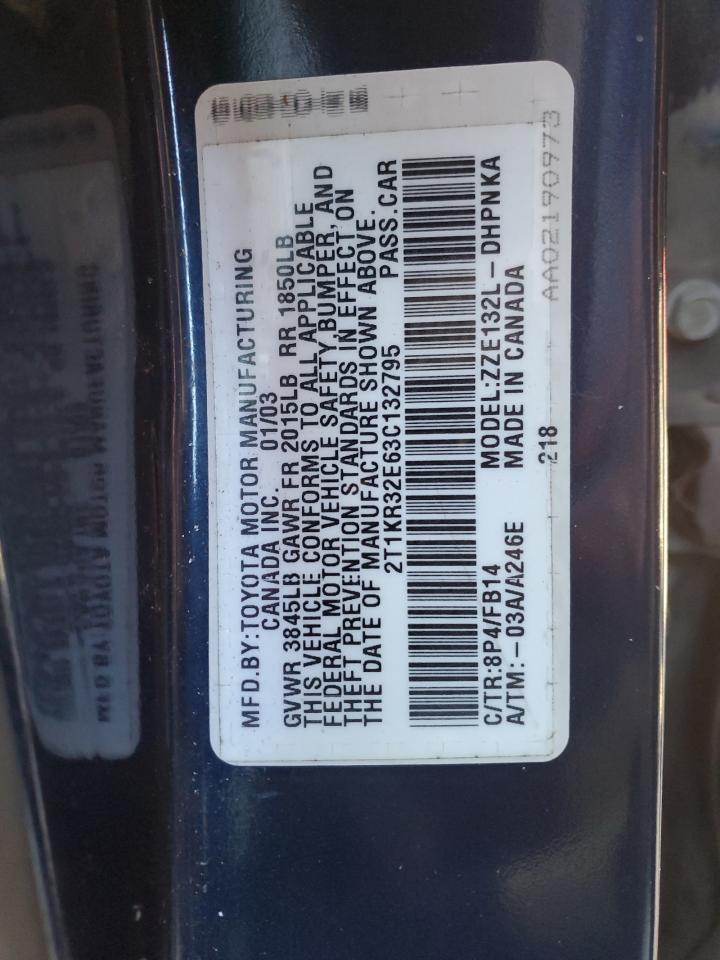 MFD.BY:TOYOTA MOTOR MANUFACTURING
CANADA INC. 01/03
GVWR 3845LB GAWR FR 2015LB RR 1850LB
THIS VEHICLE CONFORMS TO ALL APPLICABLE
FEDERAL MOTOR VEHICLE SAFETY BUMPER, AND
THEFT PREVENTION STANDARDS IN EFFECT ON
THE DATE OF MANUFACTURE SHOWN ABOVE.
2T1KR32E63C132795 PASS.CAR
C/TR:8P4/FB14 MODEL:ZZE132L-DHPNKA
A/TM:-03A/A246E MADE IN CANADA
218
AA02190973